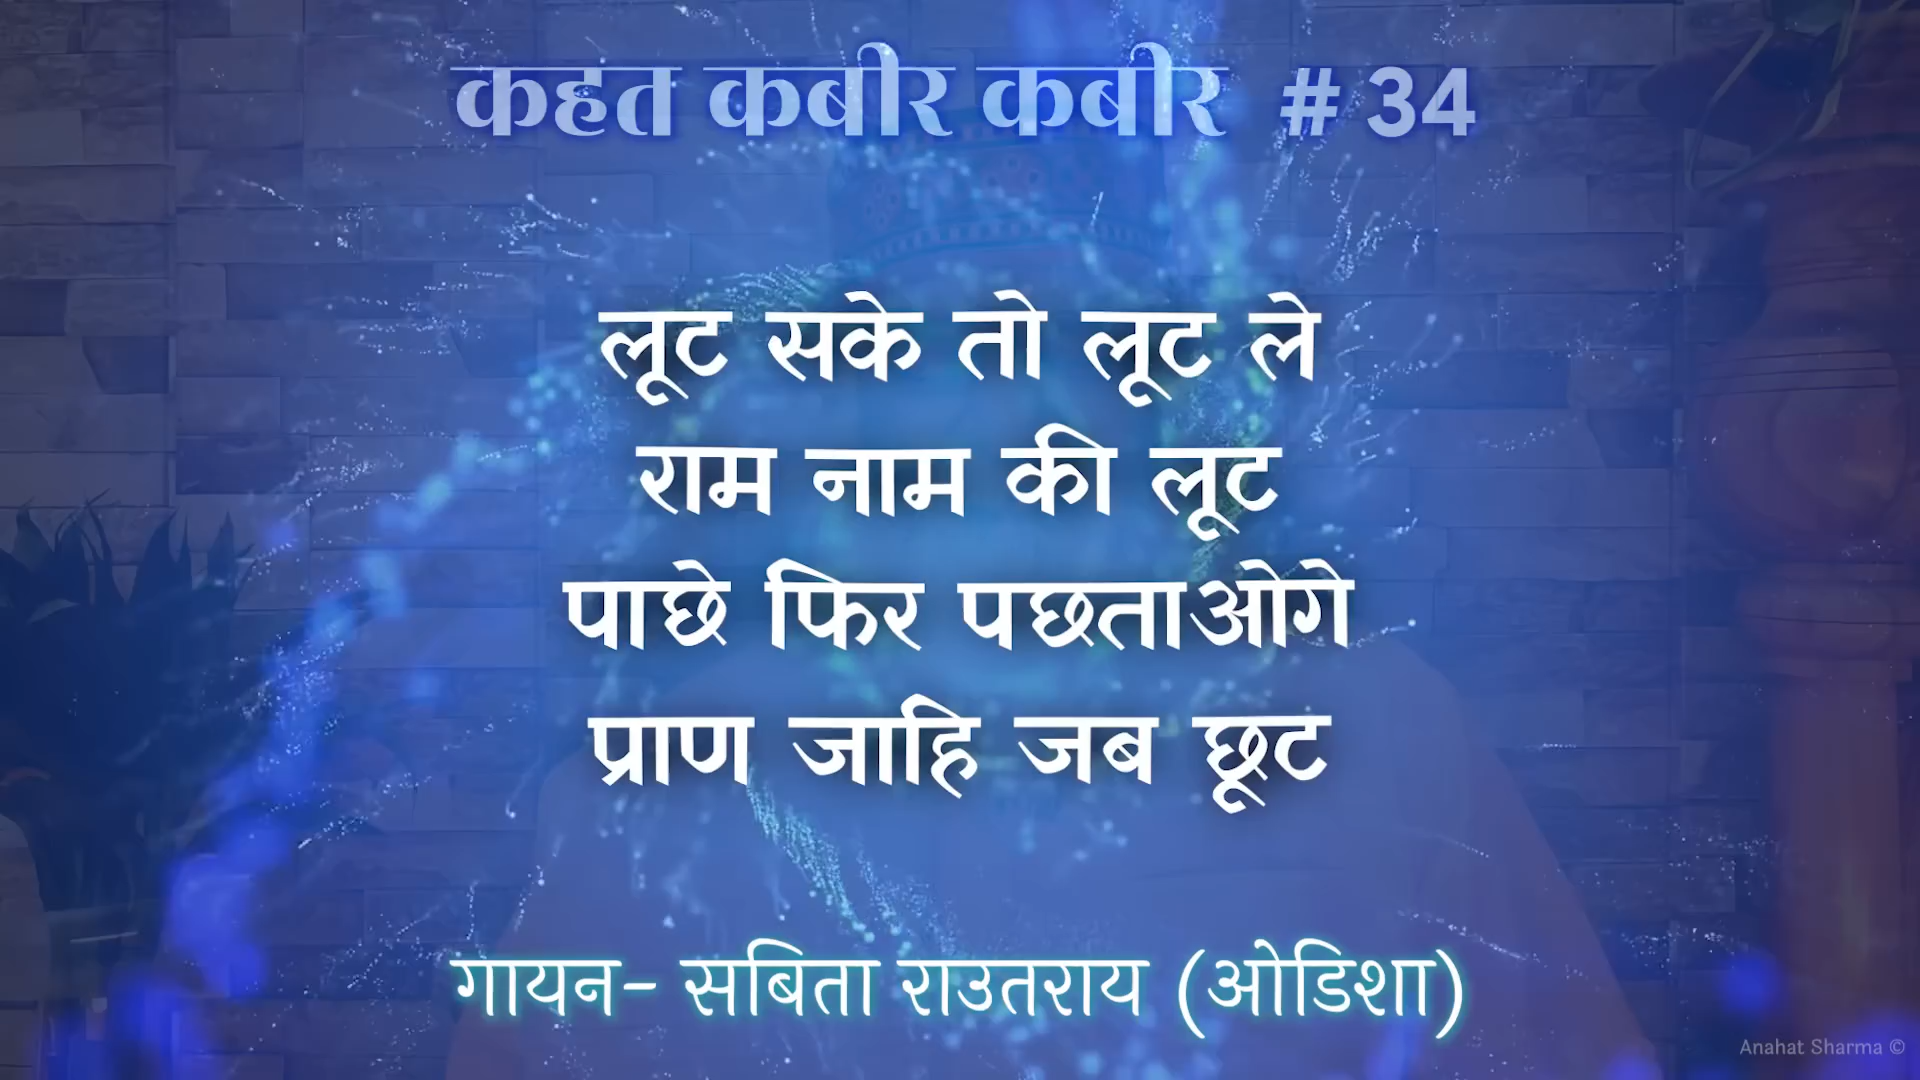 कहत कबीर कबीर # 34
लूट सके तो लूट ले
राम नाम की लूट
पाछे फिर पछताओगे
प्राण जाहि जब छूट
गायन- सबिता राउतराय (ओडिशा)
Anahat Sharma ©